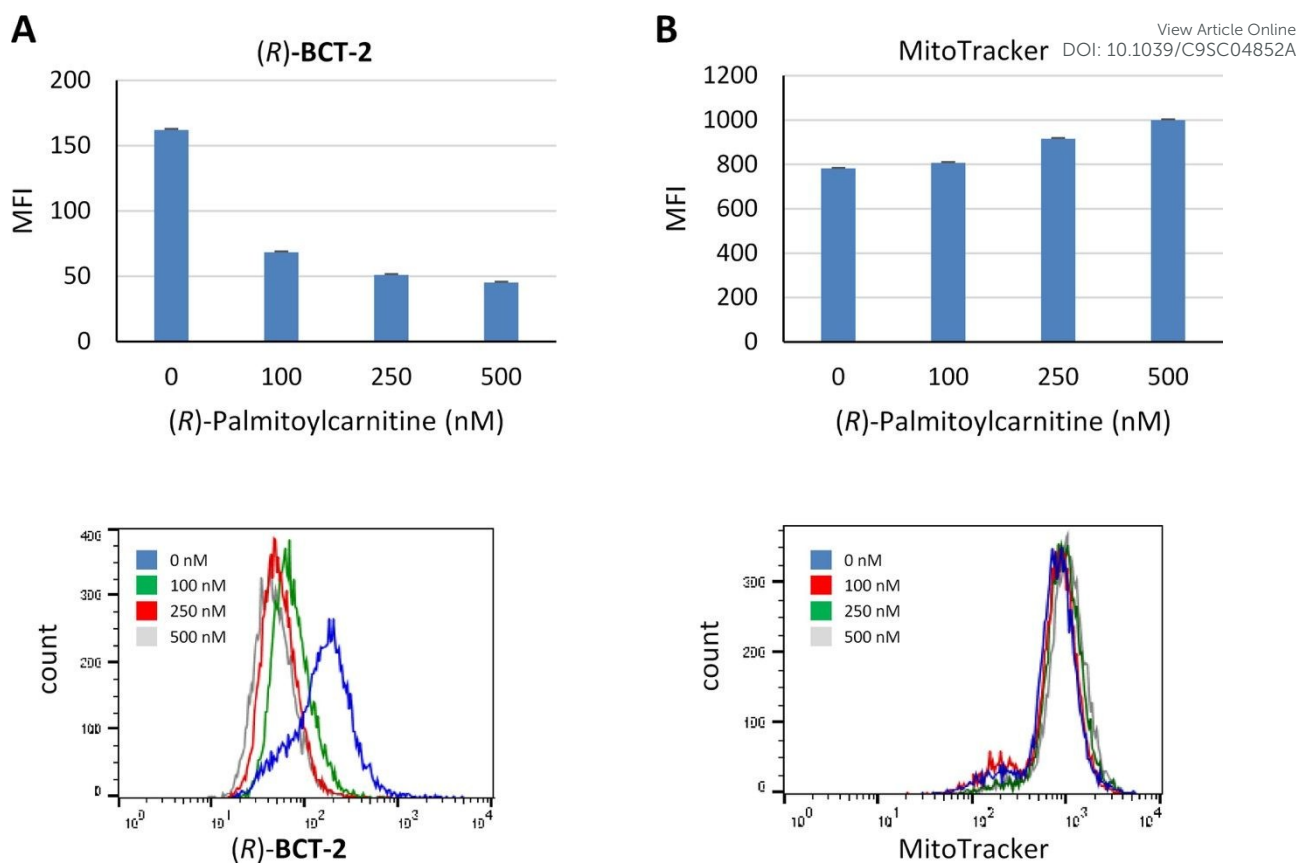 A
(R)-BCT-2
200
150
100
50
0
MFI
0 100 250 500
(R)-Palmitoylcarnitine (nM)
B
View Article Online
MitoTracker
DOI: 10.1039/C9SC04852A
1200
1000
800
600
400
200
0
MFI
0 100 250 500
(R)-Palmitoylcarnitine (nM)
400
300
200
100
0
count
0 nM
100 nM
250 nM
500 nM
10^0 10^1 10^2 10^3 10^4
(R)-BCT-2
300
200
100
0
count
0 nM
100 nM
250 nM
500 nM
10^0 10^1 10^2 10^3 10^4
MitoTracker